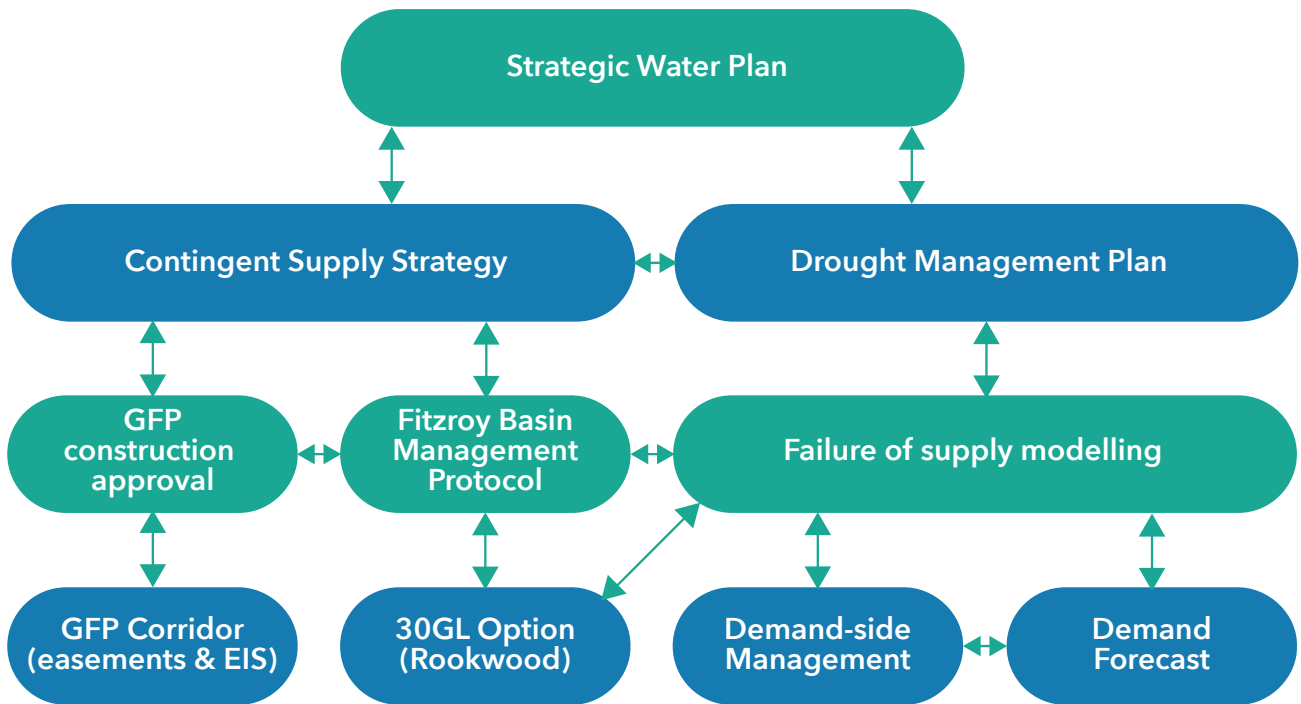 Strategic Water Plan
Contingent Supply Strategy
Drought Management Plan
GFP
construction
approval
Fitzroy Basin
Management
Protocol
Failure of supply modelling
GFP Corridor
(easements & EIS)
30GL Option
(Rookwood)
Demand-side
Management
Demand
Forecast